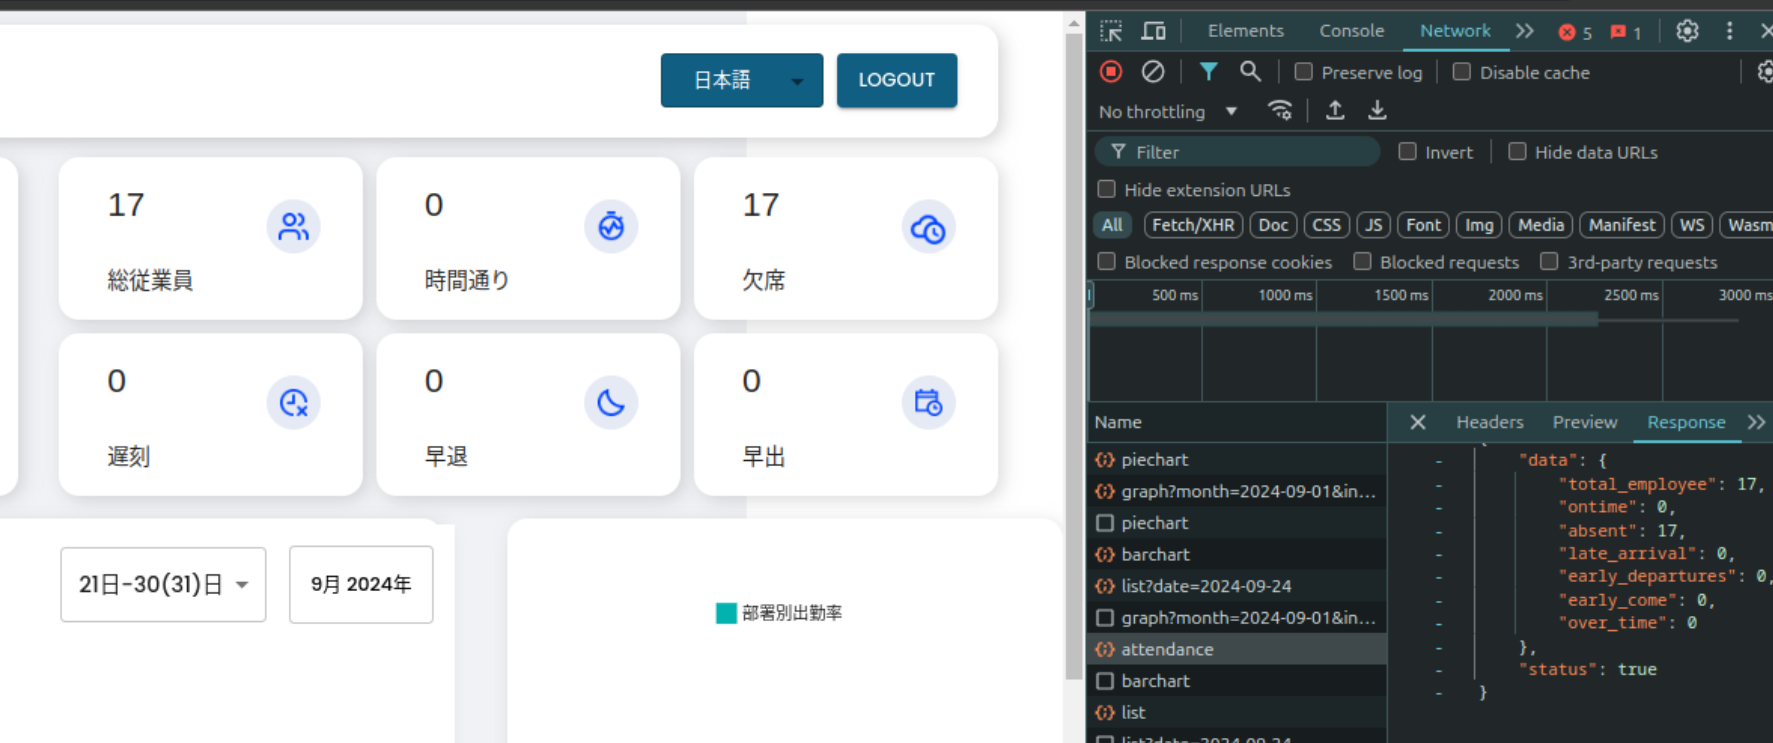 日本語
LOGOUT
17
総従業員
0
時間通り
17
欠席
0
遅刻
0
早退
0
早出
21日-30(31)日
9月 2024年
部署別出勤率
Elements Console Network 5 1
Preserve log Disable cache
No throttling
Filter Invert Hide data URLs
Hide extension URLs
All Fetch/XHR Doc CSS JS Font Img Media Manifest WS Wasm
Blocked response cookies Blocked requests 3rd-party requests
500 ms 1000 ms 1500 ms 2000 ms 2500 ms 3000 ms
Name
piechart
graph?month=2024-09-01&in...
piechart
barchart
list?date=2024-09-24
graph?month=2024-09-01&in...
attendance
barchart
list
list?date=2024-09-24
Headers Preview Response
{
"data": {
"total_employee": 17,
"ontime": 0,
"absent": 17,
"late_arrival": 0,
"early_departures": 0,
"early_come": 0,
"over_time": 0
},
"status": true
}